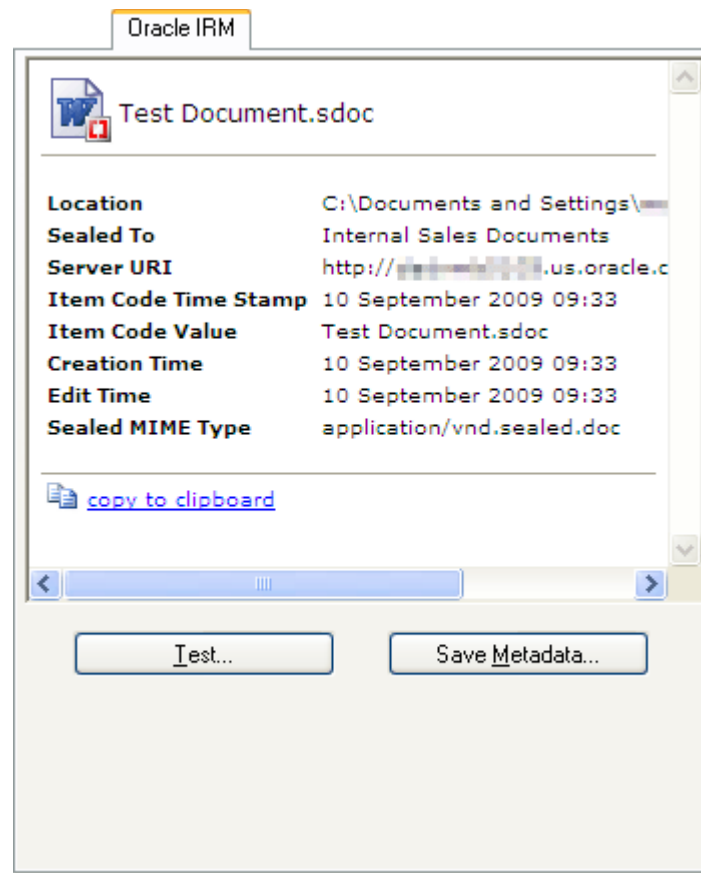 Oracle IRM
Test Document.sdoc
Location C:\Documents and Settings\
Sealed To Internal Sales Documents
Server URI http:// .us.oracle.c
Item Code Time Stamp 10 September 2009 09:33
Item Code Value Test Document.sdoc
Creation Time 10 September 2009 09:33
Edit Time 10 September 2009 09:33
Sealed MIME Type application/vnd.sealed.doc
copy to clipboard
Test... Save Metadata...